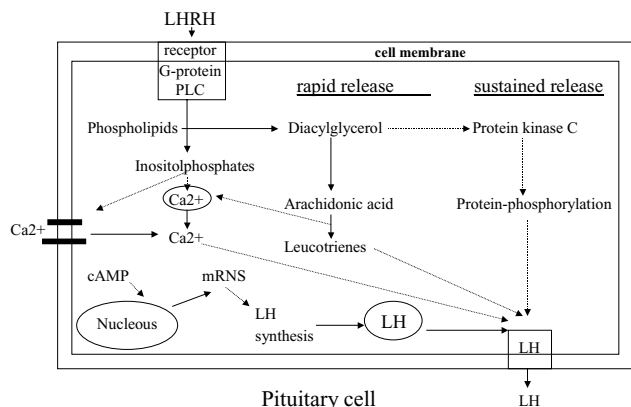 LHRH
receptor
cell membrane
G-protein
PLC
rapid release
sustained release
Phospholipids
Diacylglycerol
Protein kinase C
Inositolphosphates
Ca2+
Arachidonic acid
Protein-phosphorylation
Ca2+
Ca2+
Leucotrienes
cAMP
mRNS
Nucleous
LH
synthesis
LH
LH
Pituitary cell
LH